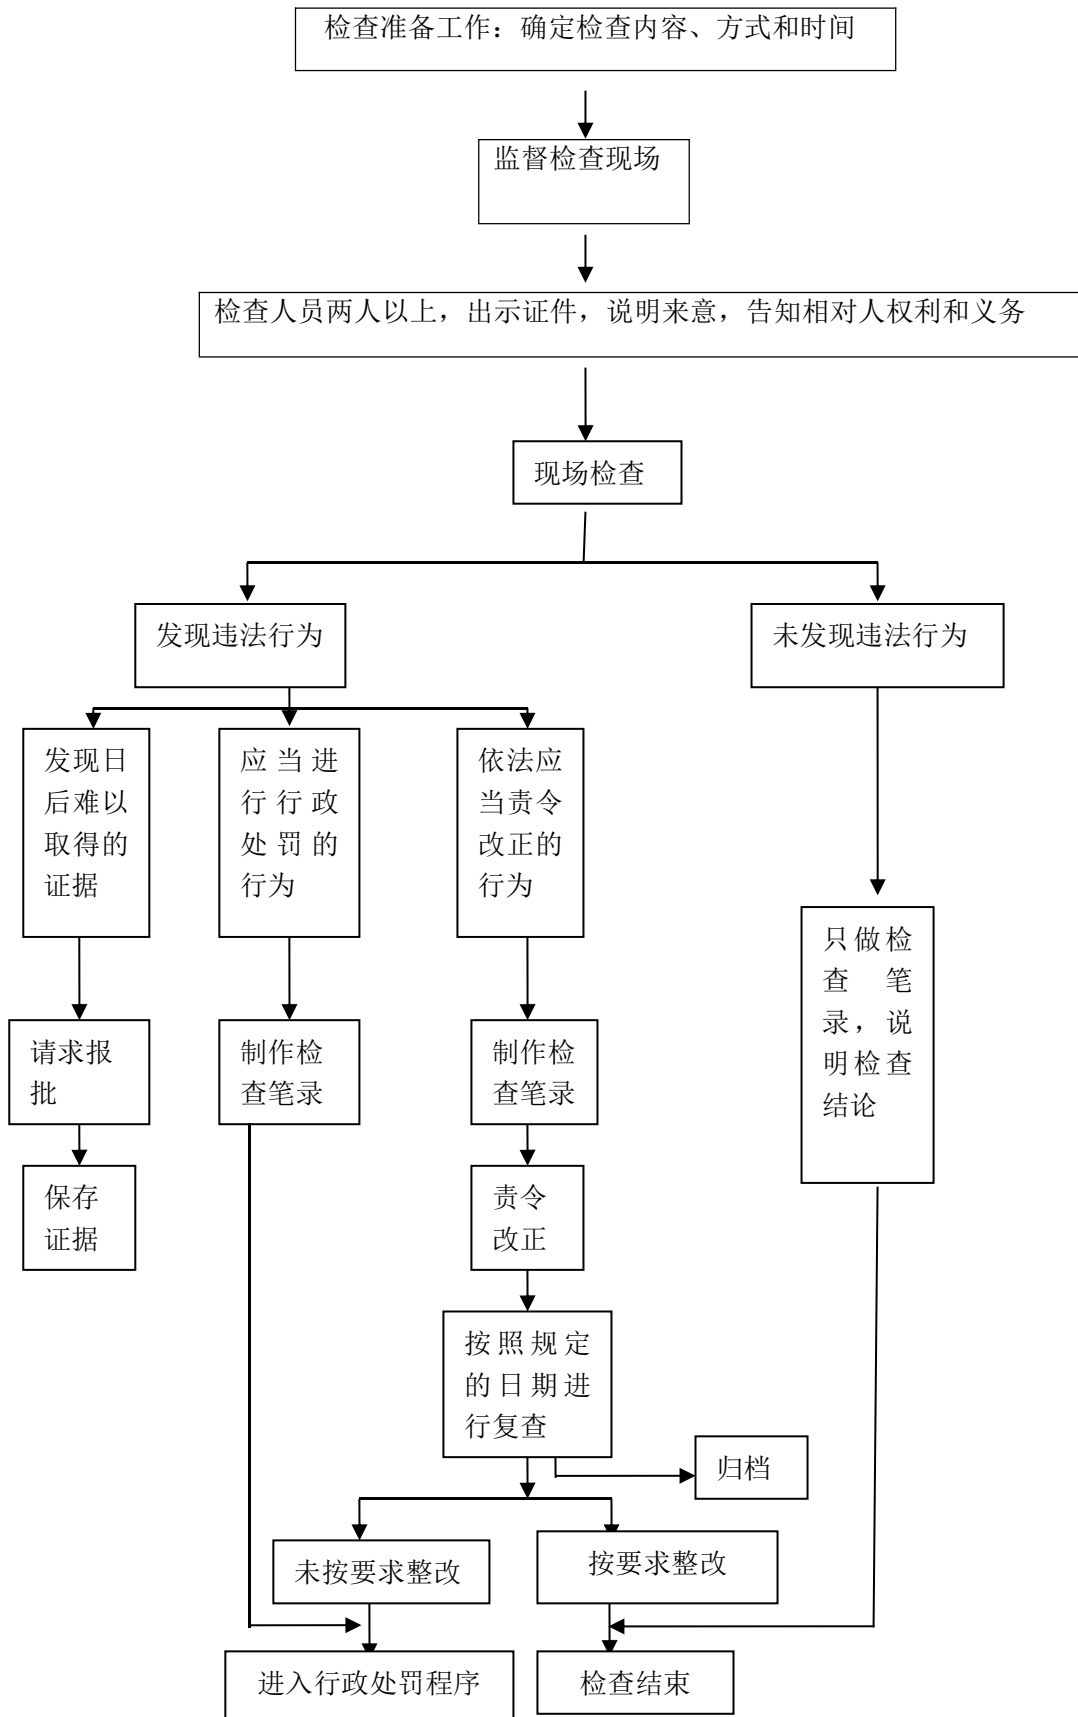 检查准备工作：确定检查内容、方式和时间
监督检查现场
检查人员两人以上，出示证件，说明来意，告知相对人权利和义务
现场检查
发现违法行为
未发现违法行为
发现日
后难以
取得的
证据
应当进
行行政
处罚的
行为
依法应
当责令
改正的
行为
只做检
查笔
录，说
明检查
结论
请求报
批
制作检
查笔录
制作检
查笔录
保存
证据
责令
改正
按照规定
的日期进
行复查
归档
未按要求整改
按要求整改
进入行政处罚程序
检查结束